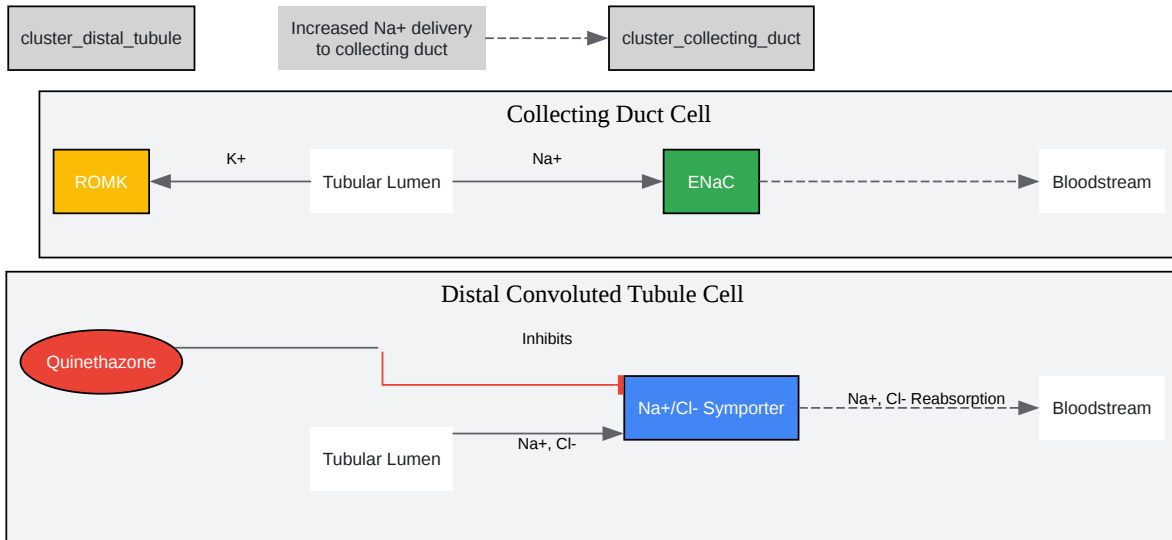 cluster_distal_tubule
Increased Na+ delivery
to collecting duct
cluster_collecting_duct
Collecting Duct Cell
ROMK
K+
Tubular Lumen
Na+
ENaC
Bloodstream
Distal Convoluted Tubule Cell
Quinethazone
Inhibits
Na+/Cl- Symporter
Na+, Cl- Reabsorption
Bloodstream
Tubular Lumen
Na+, Cl-